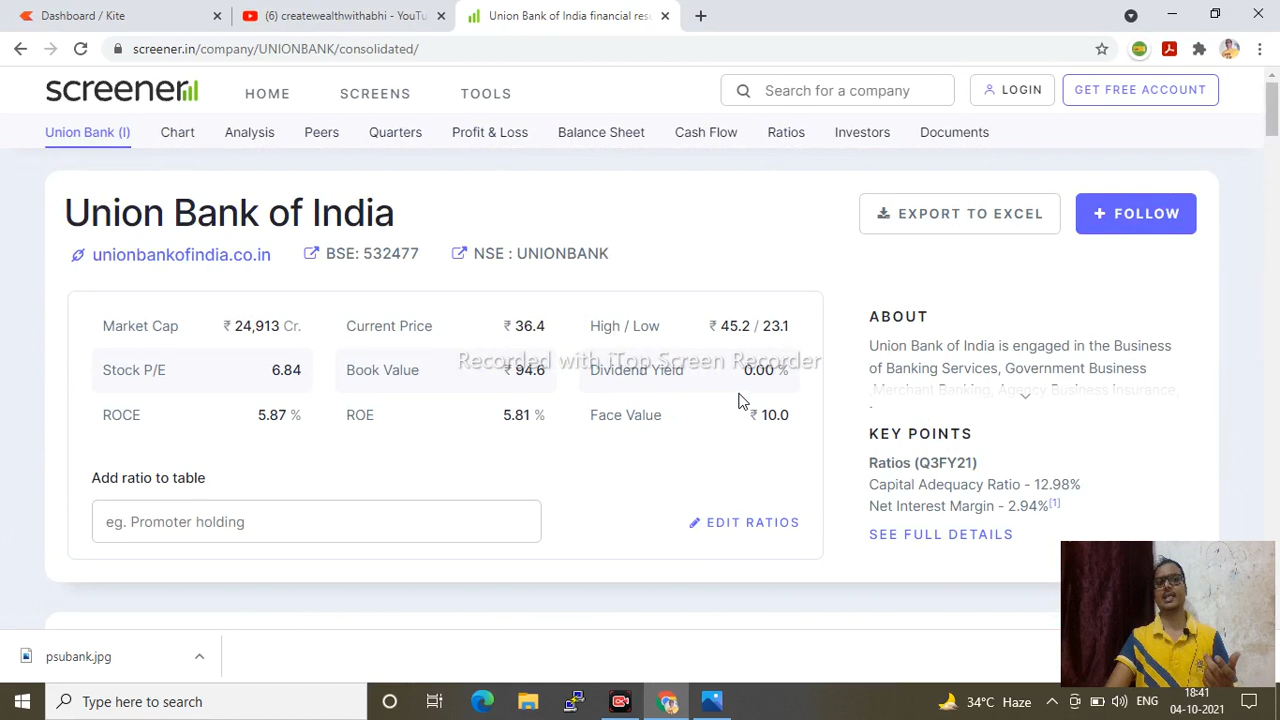 Dashboard / Kite
(6) createwealthwithabhi - YouTu
Union Bank of India financial res
screener.in/company/UNIONBANK/consolidated/
screener
HOME
SCREENS
TOOLS
Search for a company
LOGIN
GET FREE ACCOUNT
Union Bank (I)
Chart
Analysis
Peers
Quarters
Profit & Loss
Balance Sheet
Cash Flow
Ratios
Investors
Documents
Union Bank of India
EXPORT TO EXCEL
+ FOLLOW
unionbankofindia.co.in
BSE: 532477
NSE : UNIONBANK
Market Cap ₹ 24,913 Cr.
Current Price ₹ 36.4
High / Low ₹ 45.2 / 23.1
Stock P/E 6.84
Book Value ₹ 94.6
Dividend Yield 0.00 %
Recorded with iTop Screen Recorder
ROCE 5.87 %
ROE 5.81 %
Face Value ₹ 10.0
Add ratio to table
eg. Promoter holding
EDIT RATIOS
ABOUT
Union Bank of India is engaged in the Business
of Banking Services, Government Business
,Merchant Banking, Agency Business Insurance,
KEY POINTS
Ratios (Q3FY21)
Capital Adequacy Ratio - 12.98%
Net Interest Margin - 2.94%[1]
SEE FULL DETAILS
psubank.jpg
Type here to search
34°C Haze
ENG
18:41
04-10-2021